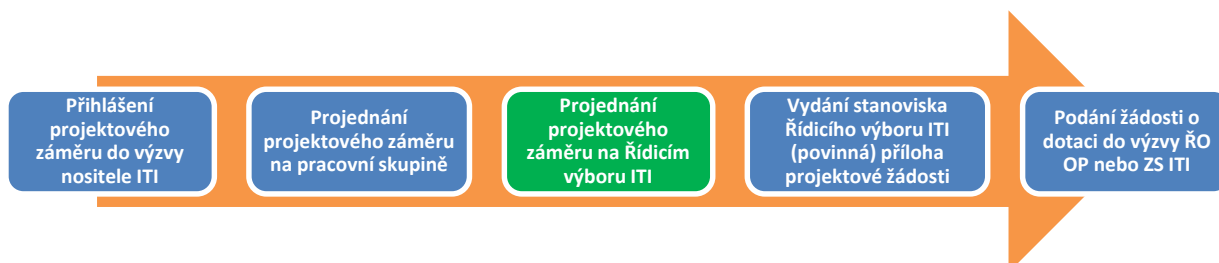 Přihlášení
projektového
záměru do výzvy
nositele ITI
Projednání
projektového záměru
na pracovní skupině
Projednání
projektového
záměru na Řídicím
výboru ITI
Vydání stanoviska
Řídicího výboru ITI
(povinná) příloha
projektové žádosti
Podání žádosti o
dotaci do výzvy ŘO
OP nebo ZS ITI